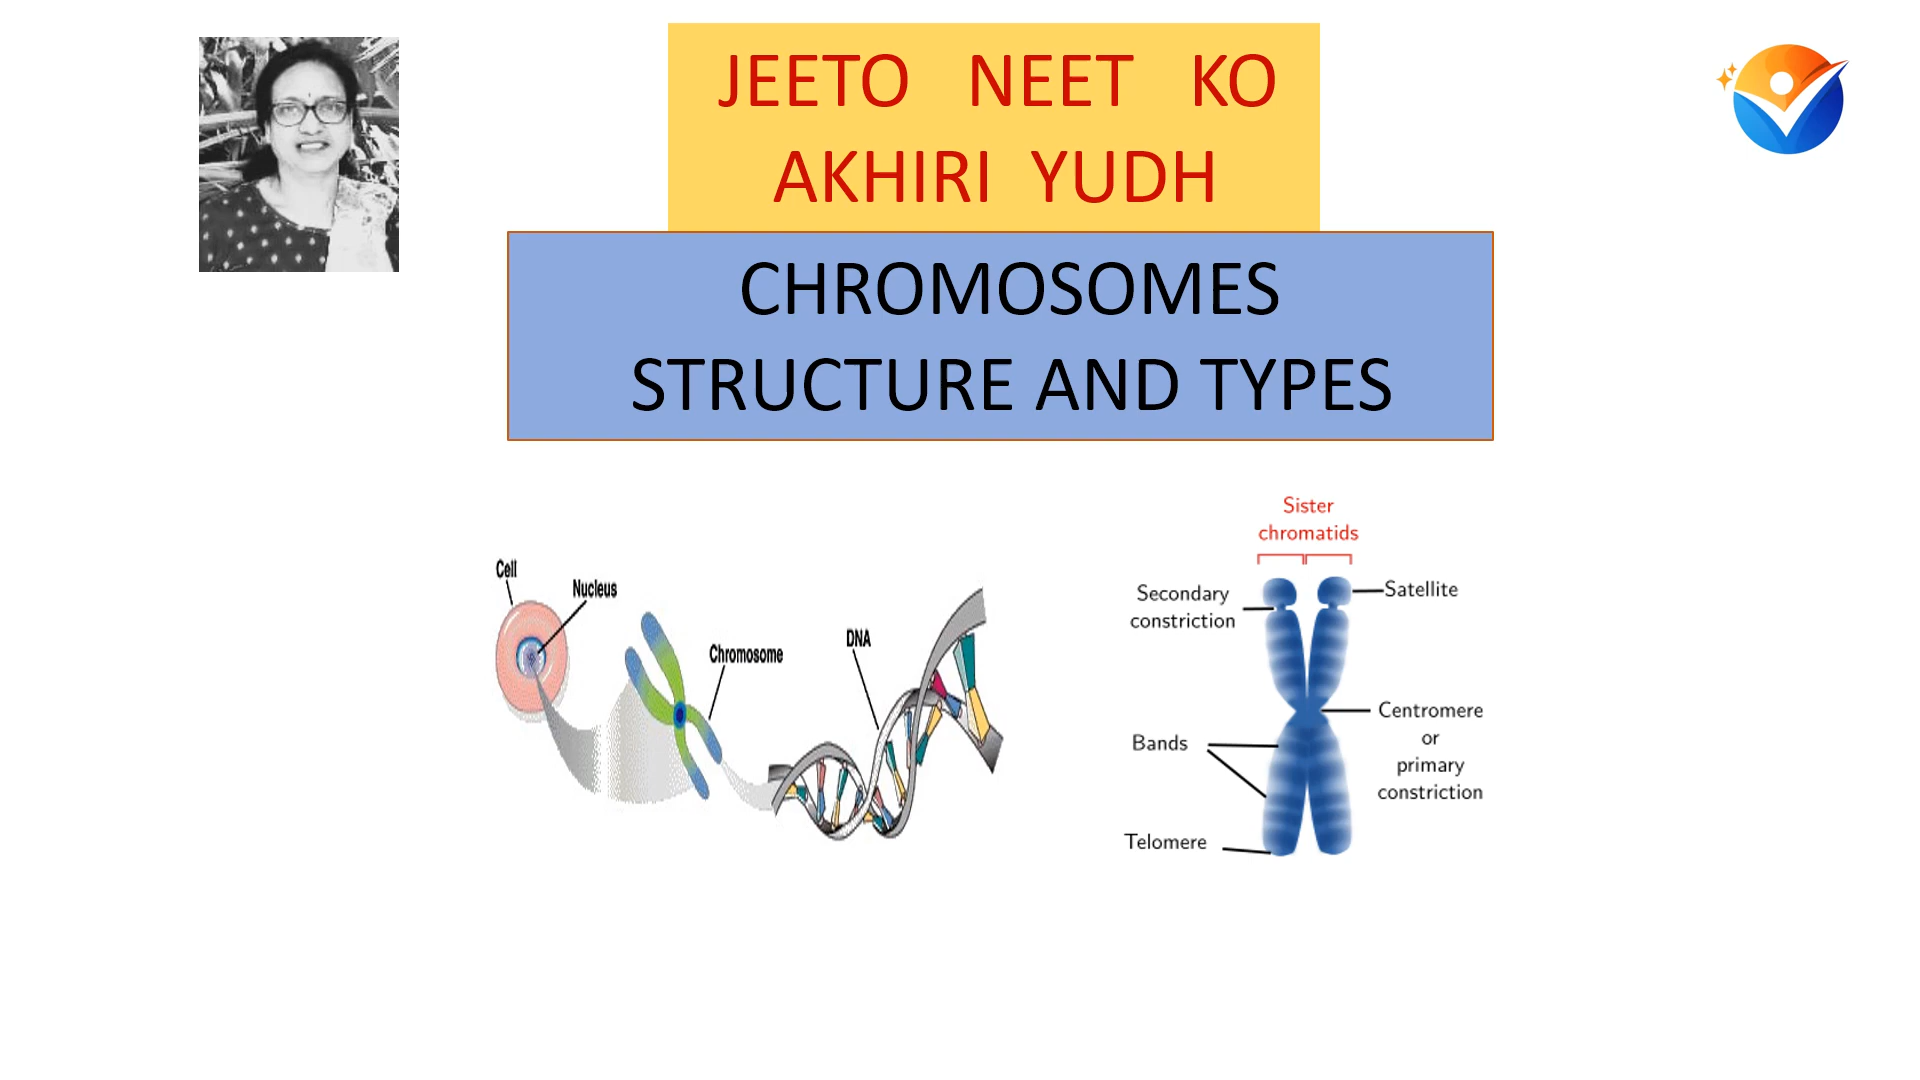 JEETO NEET KO
AKHIRI YUDH
CHROMOSOMES
STRUCTURE AND TYPES
Cell
Nucleus
Chromosome
DNA
Sister
chromatids
Secondary
constriction
Satellite
Centromere
or
primary
constriction
Bands
Telomere